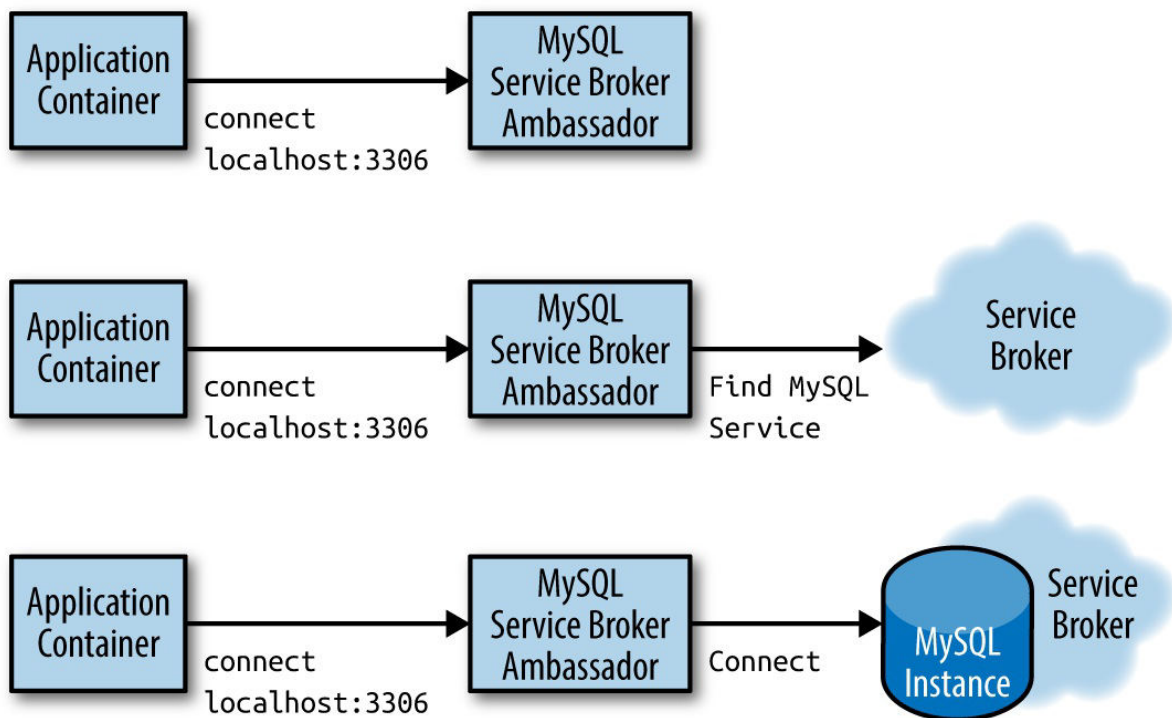 Application
Container
connect
localhost:3306
MySQL
Service Broker
Ambassador
Application
Container
connect
localhost:3306
MySQL
Service Broker
Ambassador
Find MySQL
Service
Service
Broker
Application
Container
connect
localhost:3306
MySQL
Service Broker
Ambassador
Connect
MySQL
Instance
Service
Broker